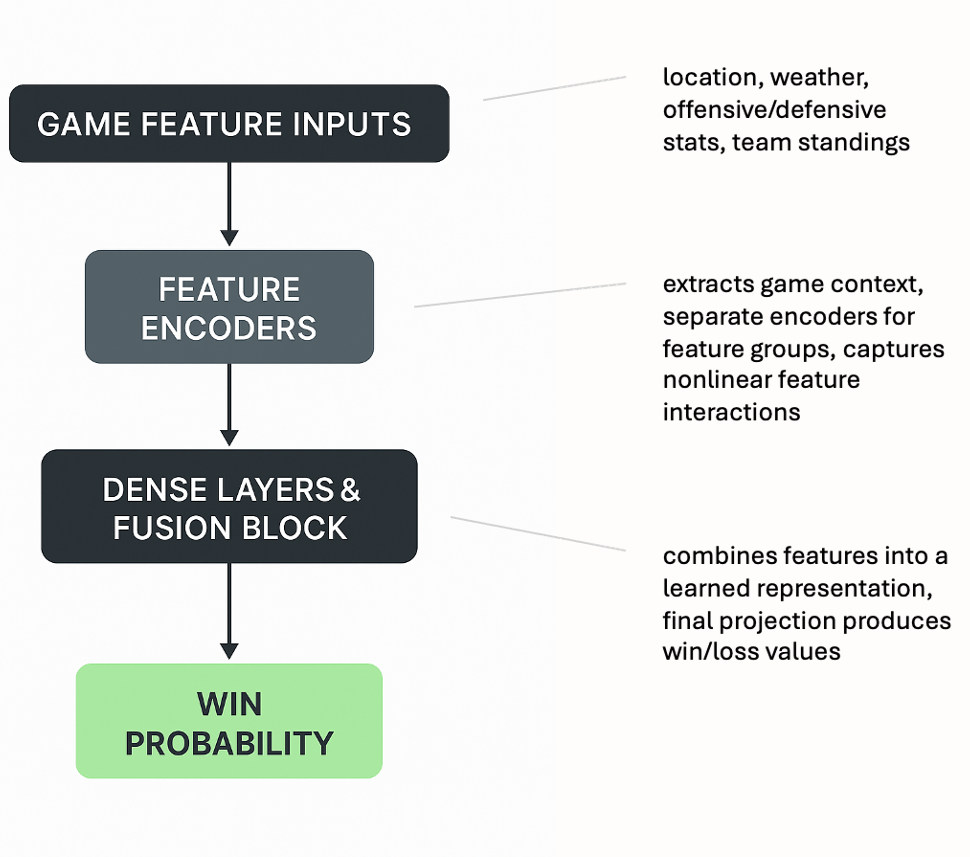 GAME FEATURE INPUTS
location, weather,
offensive/defensive
stats, team standings
FEATURE
ENCODERS
extracts game context,
separate encoders for
feature groups, captures
nonlinear feature
interactions
DENSE LAYERS &
FUSION BLOCK
combines features into a
learned representation,
final projection produces
win/loss values
WIN
PROBABILITY